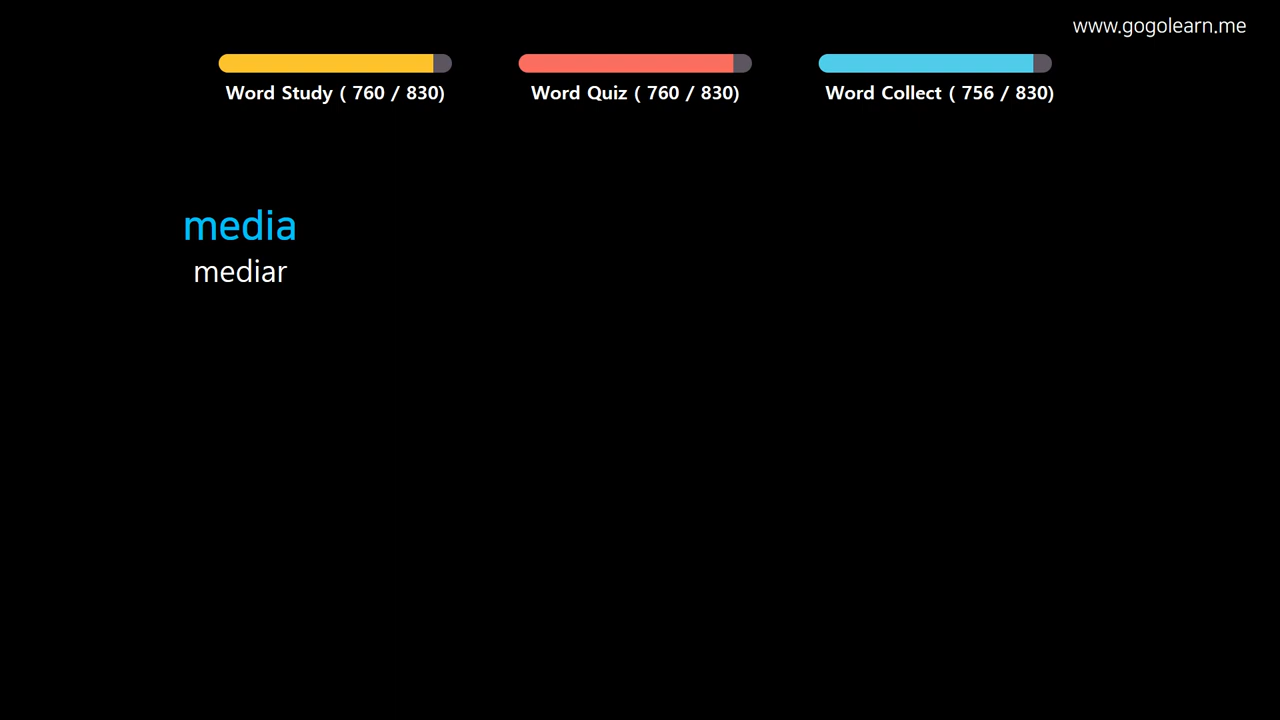 www.gogolearn.me
Word Study ( 760 / 830)
Word Quiz ( 760 / 830)
Word Collect ( 756 / 830)
media
mediar